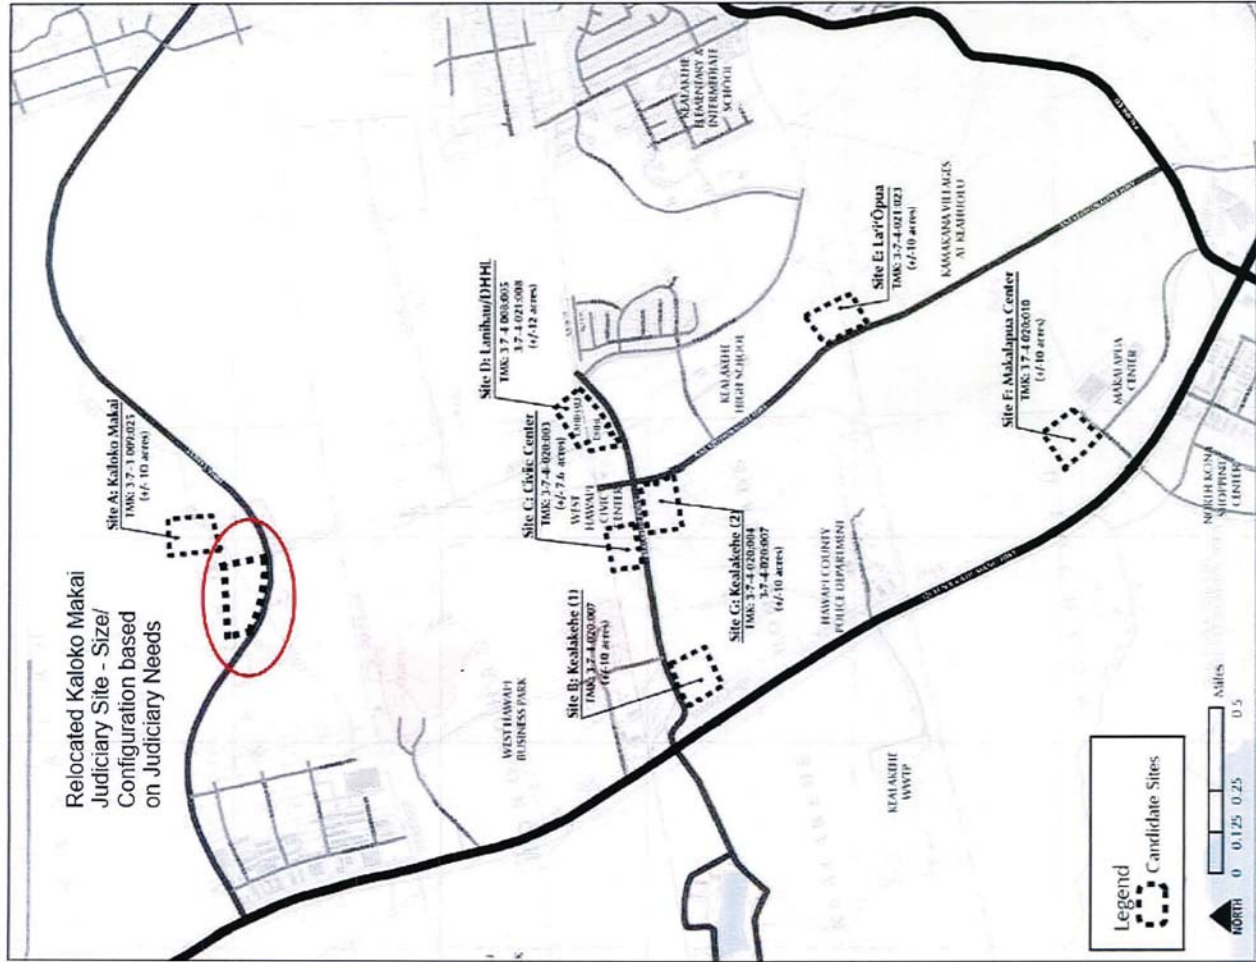 Relocated Kaloko Makai
Judiciary Site - Size/
Configuration based
on Judiciary Needs
Site A: Kaloko Makai
TMK: 3-7-3 009:025
(+/- 10 acres)
Site D: Lanihau/DHHL
TMK: 3 7-4 008:005
3-7-4 021:008
(+/-12 acres)
Site C: Civic Center
TMK: 3-7-4-020:003
(+/- 7.6 acres)
WEST
HAWAI'I
CIVIC
CENTER
Site B: Kealakehe (1)
TMK: 3-7-4-020:007
(+/-10 acres)
Site G: Kealakehe (2)
TMK: 3-7-4-020:004
3-7-4-020:007
(+/-10 acres)
Site E: La'i'Ōpua
TMK: 3-7-4-021:023
(+/-10 acres)
Site F: Makalapua Center
TMK: 3 7-4 020:010
(+/-10 acres)
KEALAKEHE
ELEMENTARY &
INTERMEDIATE
SCHOOL
KEALAKEHE
HIGH SCHOOL
KAMAKANA VILLAGES
AT KEAHUOLU
MAKALAPUA
CENTER
NORTH KONA
SHOPPING
CENTER
HAWAI'I COUNTY
POLICE DEPARTMENT
WEST HAWAI'I
BUSINESS PARK
KEALAKEHE
WWTP
LANIHAU
DHHL
Legend
Candidate Sites
NORTH
0 0.125 0.25 0.5
Miles